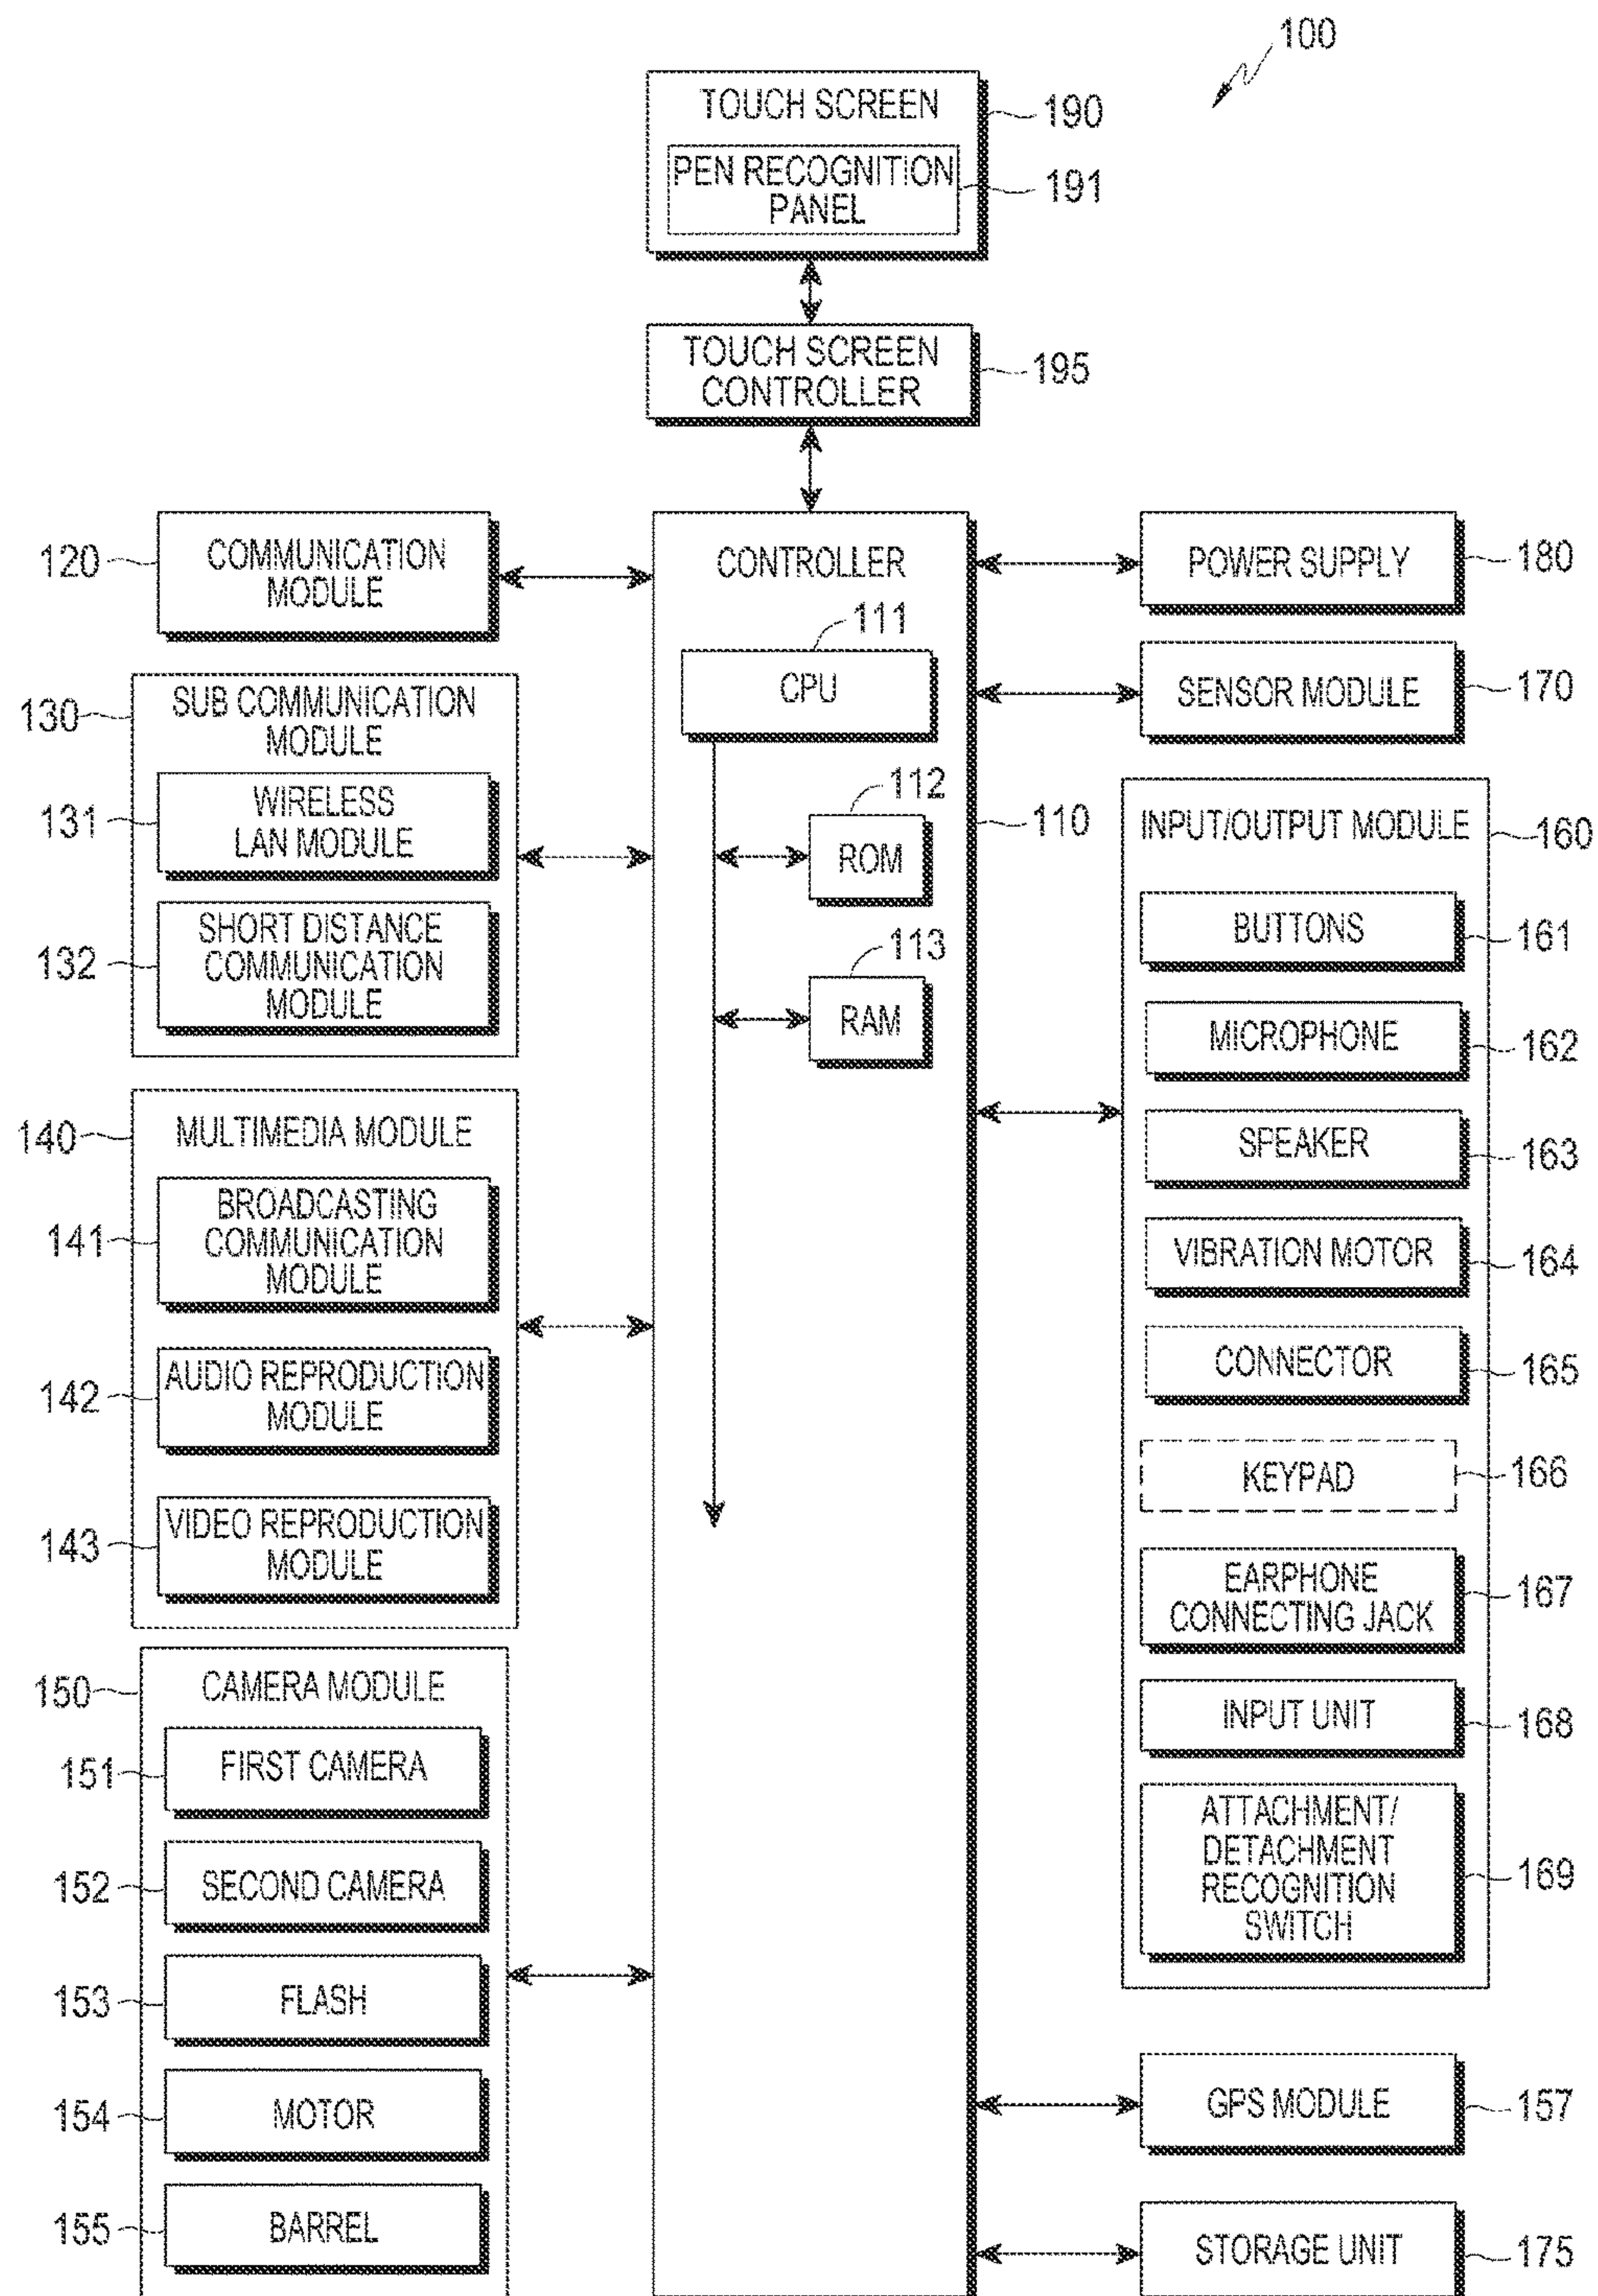 100
TOUCH SCREEN
190
PEN RECOGNITION
PANEL
191
TOUCH SCREEN
CONTROLLER
195
120
COMMUNICATION
MODULE
130
SUB COMMUNICATION
MODULE
131
WIRELESS
LAN MODULE
132
SHORT DISTANCE
COMMUNICATION
MODULE
140
MULTIMEDIA MODULE
141
BROADCASTING
COMMUNICATION
MODULE
142
AUDIO REPRODUCTION
MODULE
143
VIDEO REPRODUCTION
MODULE
150
CAMERA MODULE
151
FIRST CAMERA
152
SECOND CAMERA
153
FLASH
154
MOTOR
155
BARREL
CONTROLLER
111
CPU
112
ROM
113
RAM
110
POWER SUPPLY
180
SENSOR MODULE
170
INPUT/OUTPUT MODULE
160
BUTTONS
161
MICROPHONE
162
SPEAKER
163
VIBRATION MOTOR
164
CONNECTOR
165
KEYPAD
166
EARPHONE
CONNECTING JACK
167
INPUT UNIT
168
ATTACHMENT/
DETACHMENT
RECOGNITION
SWITCH
169
GPS MODULE
157
STORAGE UNIT
175